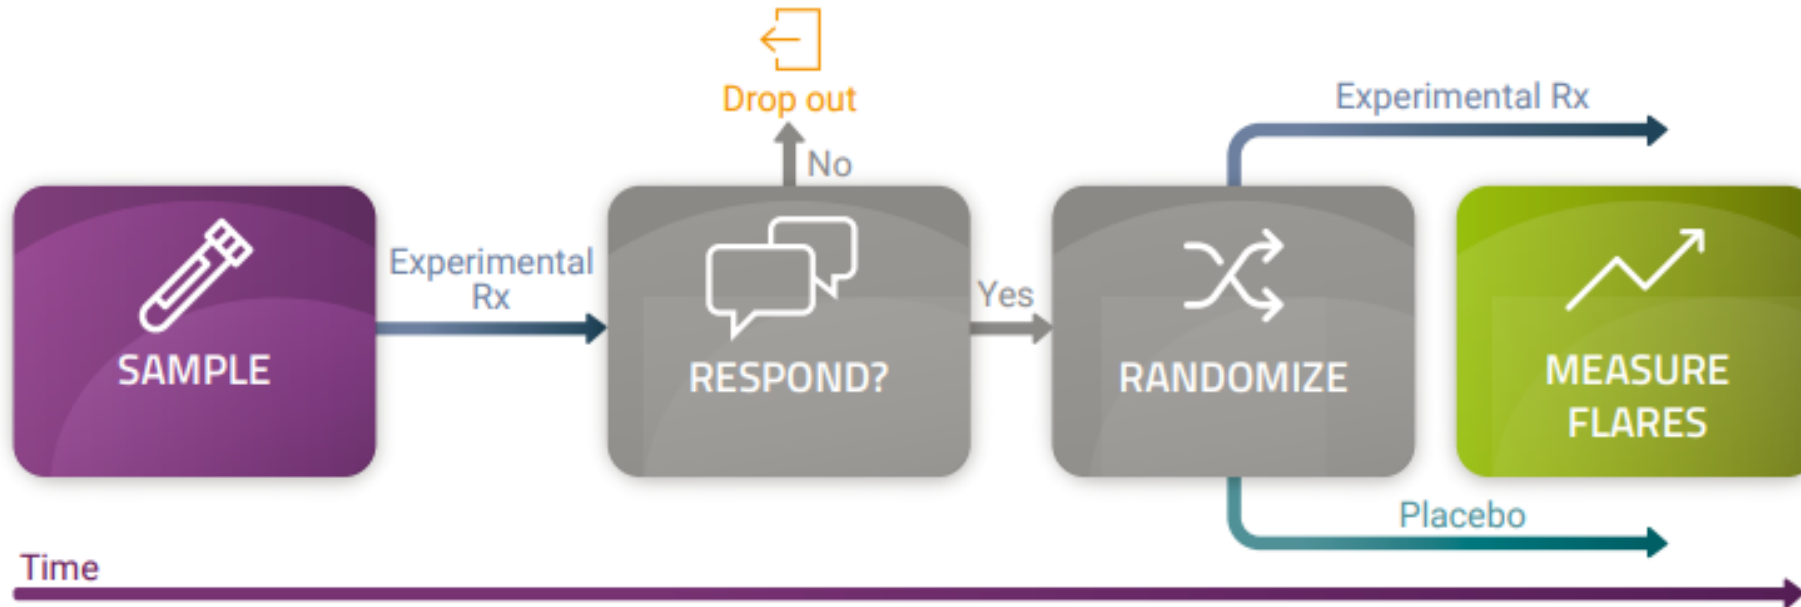 Drop out
Experimental Rx
No
Experimental
Rx
Yes
SAMPLE
RESPOND?
RANDOMIZE
MEASURE
FLARES
Placebo
Time